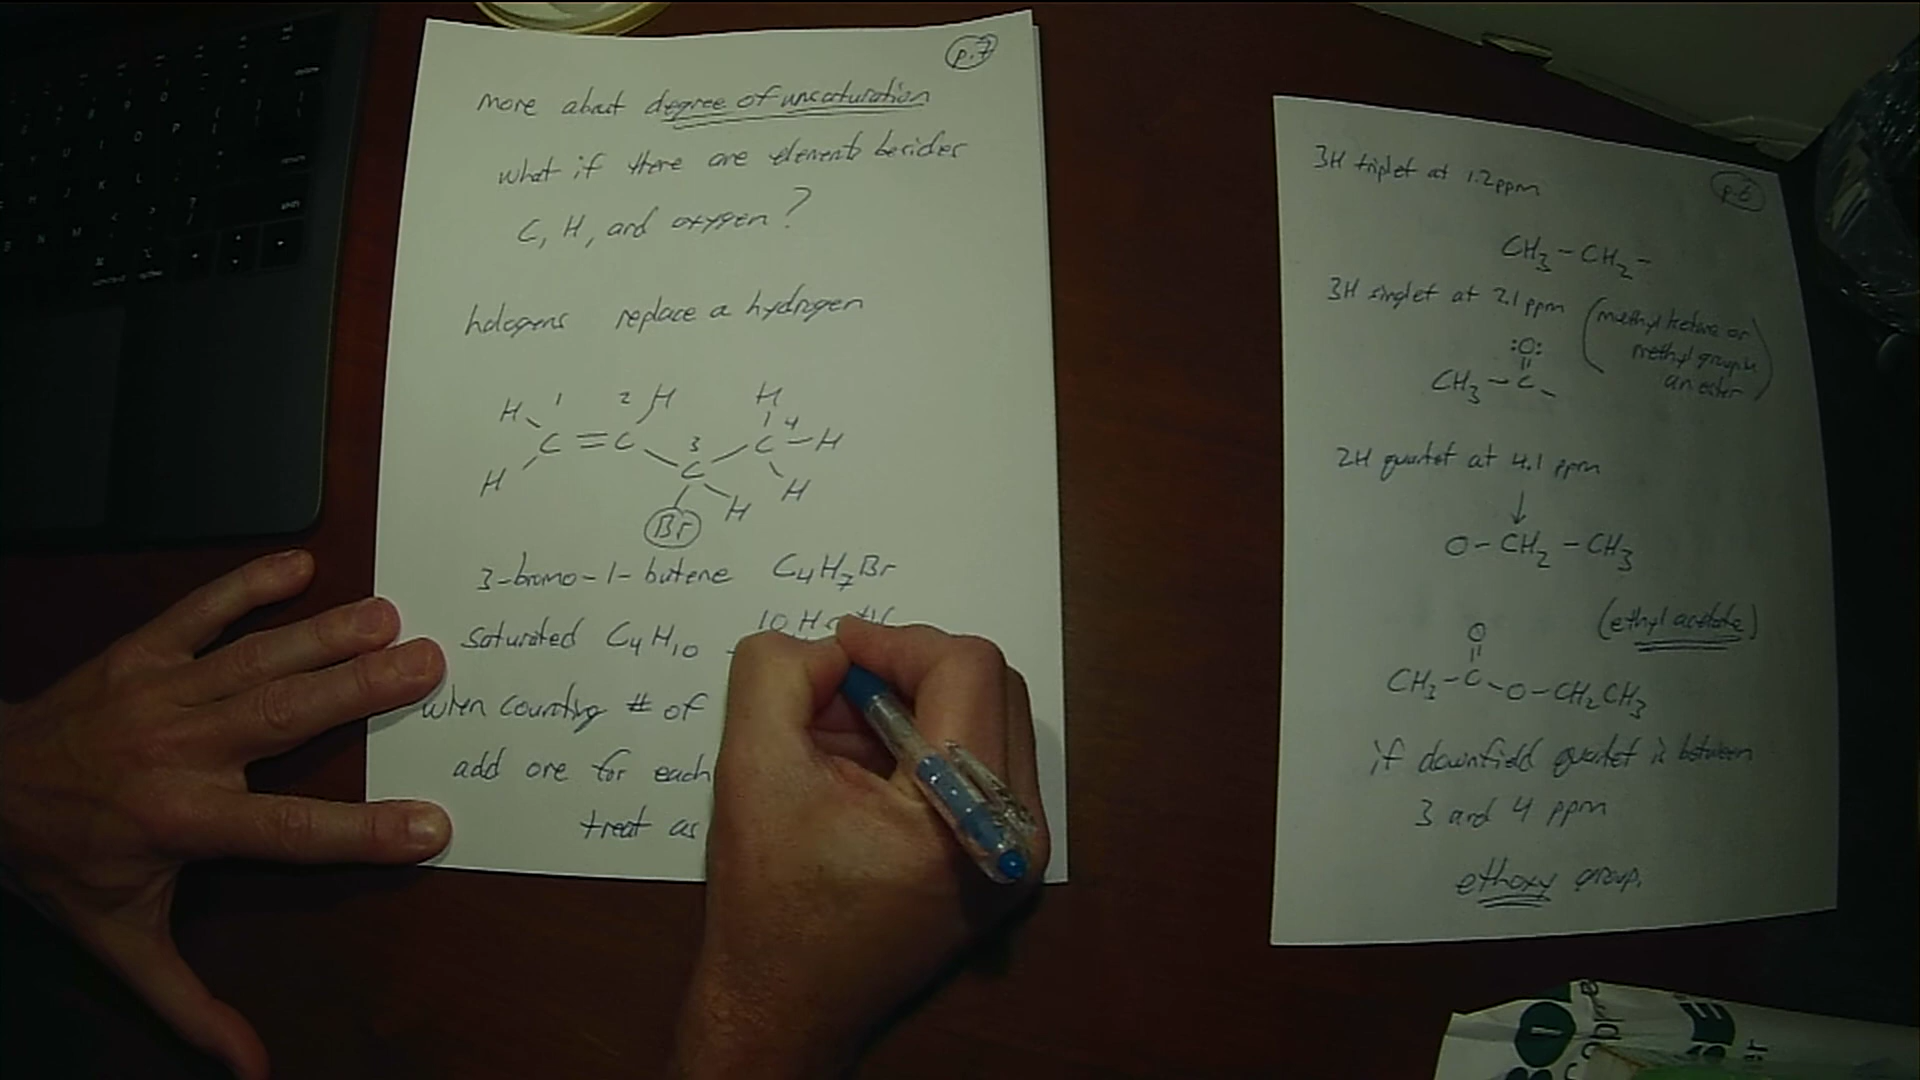 p.7
more about degree of unsaturation
what if there are elements besides
C, H, and oxygen?
halogens replace a hydrogen
H 1 2 H H
C = C 3 C 4 - H
H C H
Br H
3-bromo-1-butene C4H7Br
saturated C4H10 10 H
when counting # of
add one for each
treat as
p.6
3H triplet at 1.2ppm
CH3 - CH2 -
3H singlet at 2.1 ppm (methyl ketone or
methyl group in
an ester)
:O:
CH3 - C -
2H quartet at 4.1 ppm
↓
O - CH2 - CH3
(ethyl acetate)
O
CH3 - C - O - CH2CH3
if downfield quartet is between
3 and 4 ppm
ethoxy group.